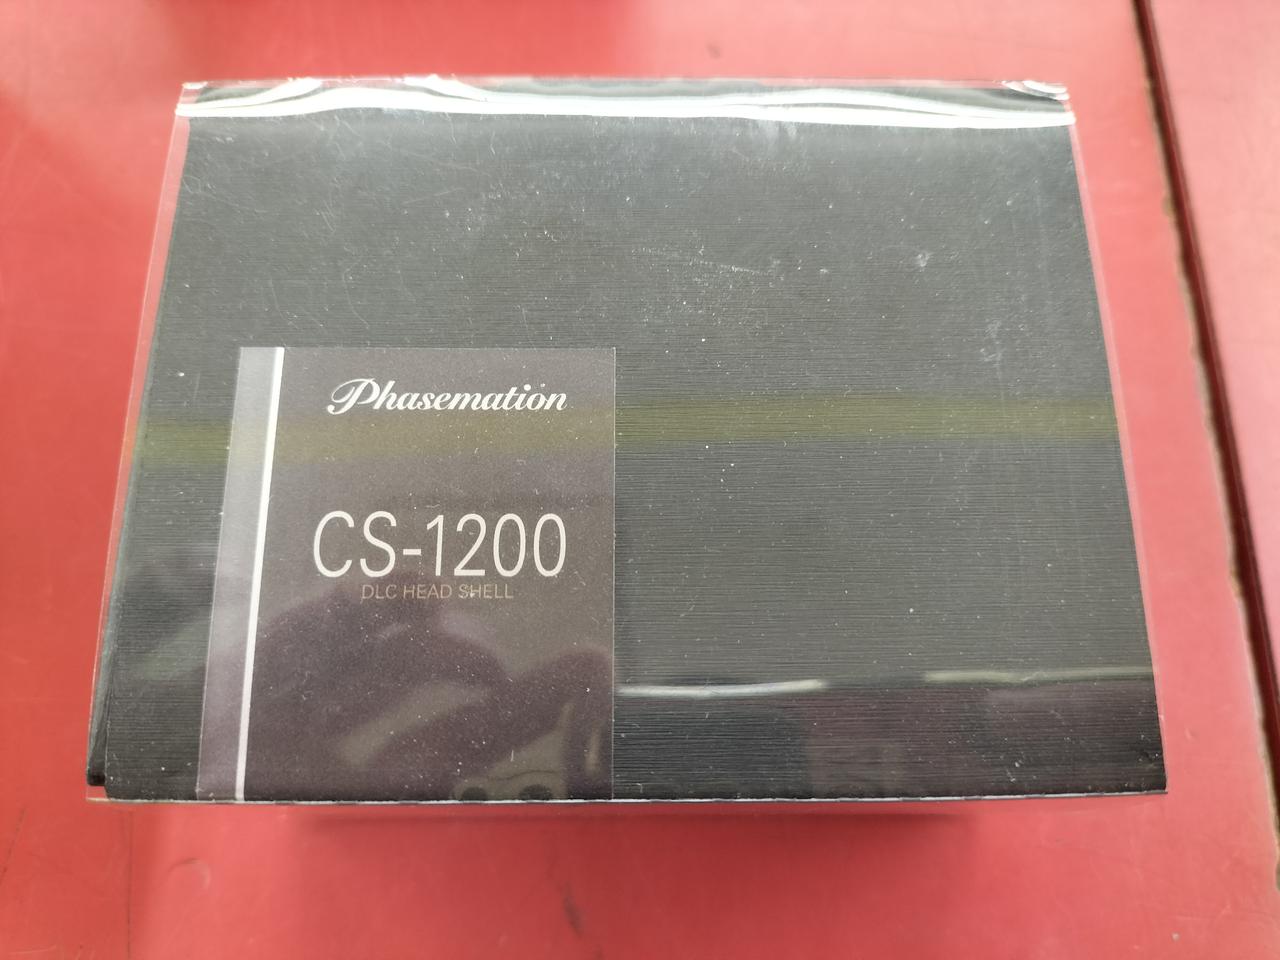 Phasemation
CS-1200
DLC HEAD SHELL